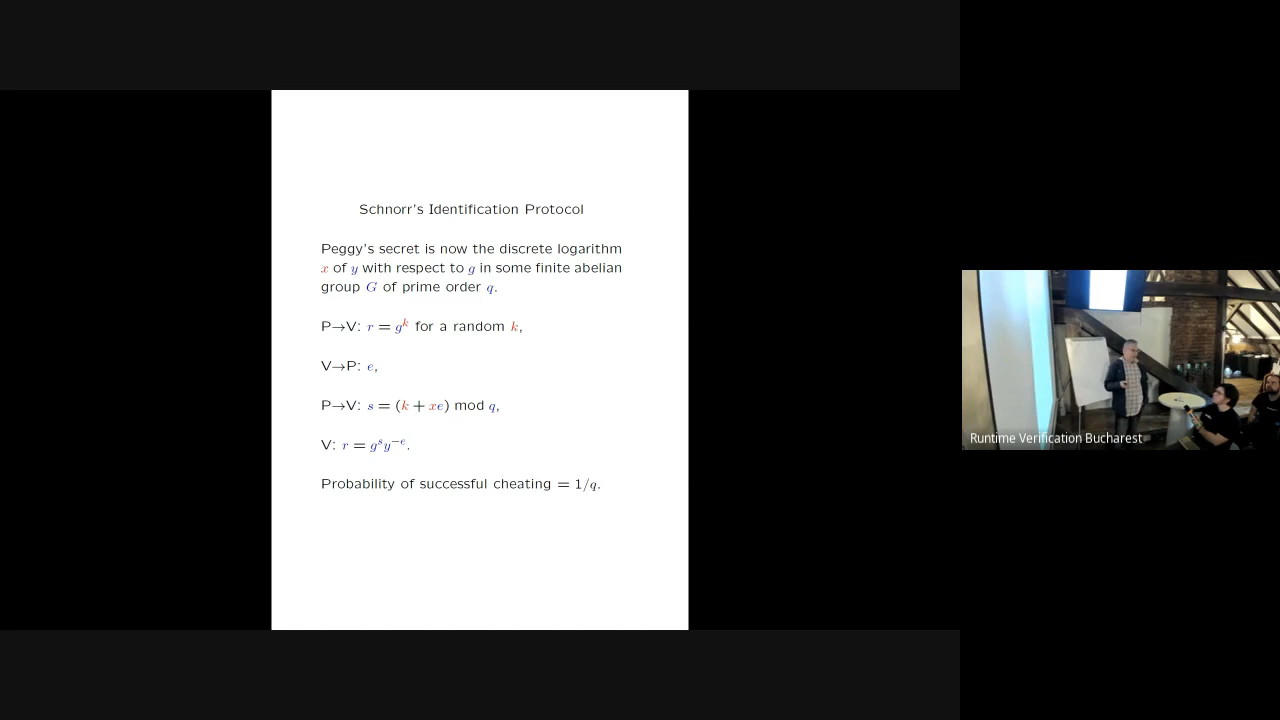 Schnorr's Identification Protocol
Peggy's secret is now the discrete logarithm
x of y with respect to g in some finite abelian
group G of prime order q.
P→V: r = g^k for a random k,
V→P: e,
P→V: s = (k + xe) mod q,
V: r = g^s y^−e.
Probability of successful cheating = 1/q.
Runtime Verification Bucharest